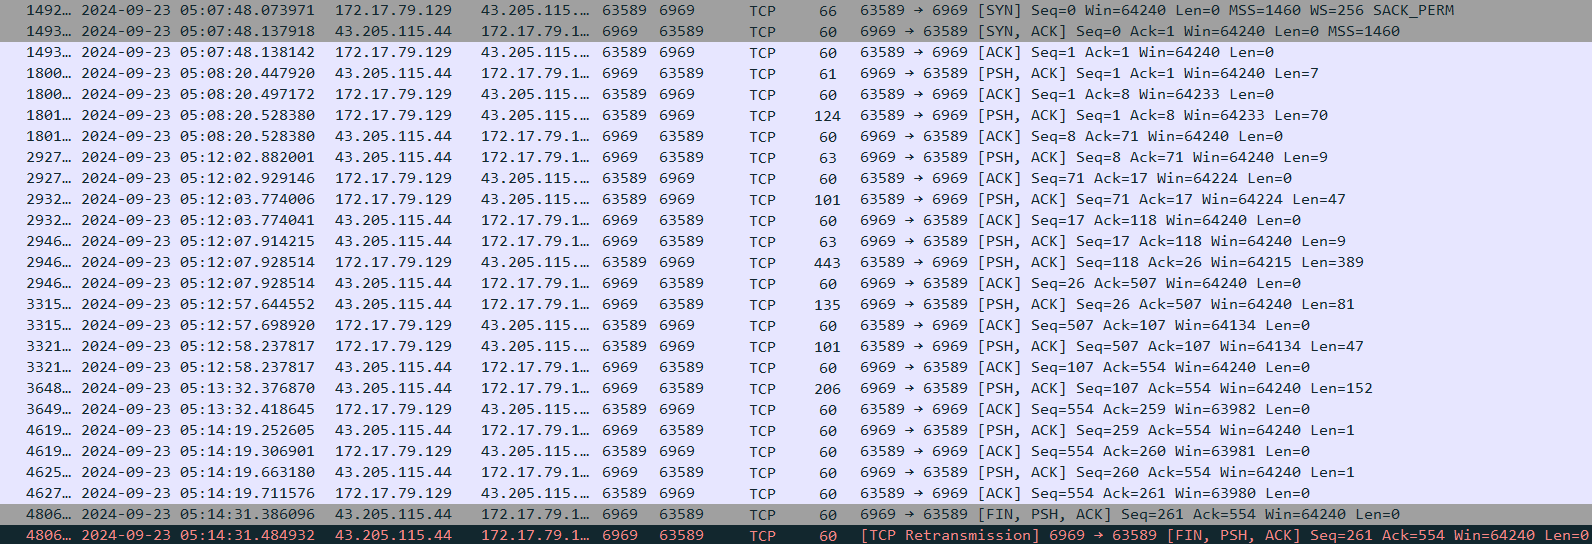 1492… 2024-09-23 05:07:48.073971 172.17.79.129 43.205.115.… 63589 6969 TCP 66 63589 → 6969 [SYN] Seq=0 Win=64240 Len=0 MSS=1460 WS=256 SACK_PERM
1493… 2024-09-23 05:07:48.137918 43.205.115.44 172.17.79.1… 6969 63589 TCP 60 6969 → 63589 [SYN, ACK] Seq=0 Ack=1 Win=64240 Len=0 MSS=1460
1493… 2024-09-23 05:07:48.138142 172.17.79.129 43.205.115.… 63589 6969 TCP 60 63589 → 6969 [ACK] Seq=1 Ack=1 Win=64240 Len=0
1800… 2024-09-23 05:08:20.447920 43.205.115.44 172.17.79.1… 6969 63589 TCP 61 6969 → 63589 [PSH, ACK] Seq=1 Ack=1 Win=64240 Len=7
1800… 2024-09-23 05:08:20.497172 172.17.79.129 43.205.115.… 63589 6969 TCP 60 63589 → 6969 [ACK] Seq=1 Ack=8 Win=64233 Len=0
1801… 2024-09-23 05:08:20.528380 172.17.79.129 43.205.115.… 63589 6969 TCP 124 63589 → 6969 [PSH, ACK] Seq=1 Ack=8 Win=64233 Len=70
1801… 2024-09-23 05:08:20.528380 43.205.115.44 172.17.79.1… 6969 63589 TCP 60 6969 → 63589 [ACK] Seq=8 Ack=71 Win=64240 Len=0
2927… 2024-09-23 05:12:02.882001 43.205.115.44 172.17.79.1… 6969 63589 TCP 63 6969 → 63589 [PSH, ACK] Seq=8 Ack=71 Win=64240 Len=9
2927… 2024-09-23 05:12:02.929146 172.17.79.129 43.205.115.… 63589 6969 TCP 60 63589 → 6969 [ACK] Seq=71 Ack=17 Win=64224 Len=0
2932… 2024-09-23 05:12:03.774006 172.17.79.129 43.205.115.… 63589 6969 TCP 101 63589 → 6969 [PSH, ACK] Seq=71 Ack=17 Win=64224 Len=47
2932… 2024-09-23 05:12:03.774041 43.205.115.44 172.17.79.1… 6969 63589 TCP 60 6969 → 63589 [ACK] Seq=17 Ack=118 Win=64240 Len=0
2946… 2024-09-23 05:12:07.914215 43.205.115.44 172.17.79.1… 6969 63589 TCP 63 6969 → 63589 [PSH, ACK] Seq=17 Ack=118 Win=64240 Len=9
2946… 2024-09-23 05:12:07.928514 172.17.79.129 43.205.115.… 63589 6969 TCP 443 63589 → 6969 [PSH, ACK] Seq=118 Ack=26 Win=64215 Len=389
2946… 2024-09-23 05:12:07.928514 43.205.115.44 172.17.79.1… 6969 63589 TCP 60 6969 → 63589 [ACK] Seq=26 Ack=507 Win=64240 Len=0
3315… 2024-09-23 05:12:57.644552 43.205.115.44 172.17.79.1… 6969 63589 TCP 135 6969 → 63589 [PSH, ACK] Seq=26 Ack=507 Win=64240 Len=81
3315… 2024-09-23 05:12:57.698920 172.17.79.129 43.205.115.… 63589 6969 TCP 60 63589 → 6969 [ACK] Seq=507 Ack=107 Win=64134 Len=0
3321… 2024-09-23 05:12:58.237817 172.17.79.129 43.205.115.… 63589 6969 TCP 101 63589 → 6969 [PSH, ACK] Seq=507 Ack=107 Win=64134 Len=47
3321… 2024-09-23 05:12:58.237817 43.205.115.44 172.17.79.1… 6969 63589 TCP 60 6969 → 63589 [ACK] Seq=107 Ack=554 Win=64240 Len=0
3648… 2024-09-23 05:13:32.376870 43.205.115.44 172.17.79.1… 6969 63589 TCP 206 6969 → 63589 [PSH, ACK] Seq=107 Ack=554 Win=64240 Len=152
3649… 2024-09-23 05:13:32.418645 172.17.79.129 43.205.115.… 63589 6969 TCP 60 63589 → 6969 [ACK] Seq=554 Ack=259 Win=63982 Len=0
4619… 2024-09-23 05:14:19.252605 43.205.115.44 172.17.79.1… 6969 63589 TCP 60 6969 → 63589 [PSH, ACK] Seq=259 Ack=554 Win=64240 Len=1
4619… 2024-09-23 05:14:19.306901 172.17.79.129 43.205.115.… 63589 6969 TCP 60 63589 → 6969 [ACK] Seq=554 Ack=260 Win=63981 Len=0
4625… 2024-09-23 05:14:19.663180 43.205.115.44 172.17.79.1… 6969 63589 TCP 60 6969 → 63589 [PSH, ACK] Seq=260 Ack=554 Win=64240 Len=1
4627… 2024-09-23 05:14:19.711576 172.17.79.129 43.205.115.… 63589 6969 TCP 60 63589 → 6969 [ACK] Seq=554 Ack=261 Win=63980 Len=0
4806… 2024-09-23 05:14:31.386096 43.205.115.44 172.17.79.1… 6969 63589 TCP 60 6969 → 63589 [FIN, PSH, ACK] Seq=261 Ack=554 Win=64240 Len=0
4806… 2024-09-23 05:14:31.484932 43.205.115.44 172.17.79.1… 6969 63589 TCP 60 [TCP Retransmission] 6969 → 63589 [FIN, PSH, ACK] Seq=261 Ack=554 Win=64240 Len=0